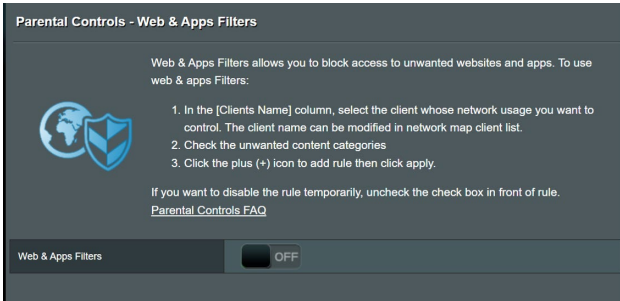 Parental Controls - Web & Apps Filters
Web & Apps Filters allows you to block access to unwanted websites and apps. To use
web & apps Filters:
1. In the [Clients Name] column, select the client whose network usage you want to
control. The client name can be modified in network map client list.
2. Check the unwanted content categories
3. Click the plus (+) icon to add rule then click apply.
If you want to disable the rule temporarily, uncheck the check box in front of rule.
Parental Controls FAQ
Web & Apps Filters
OFF